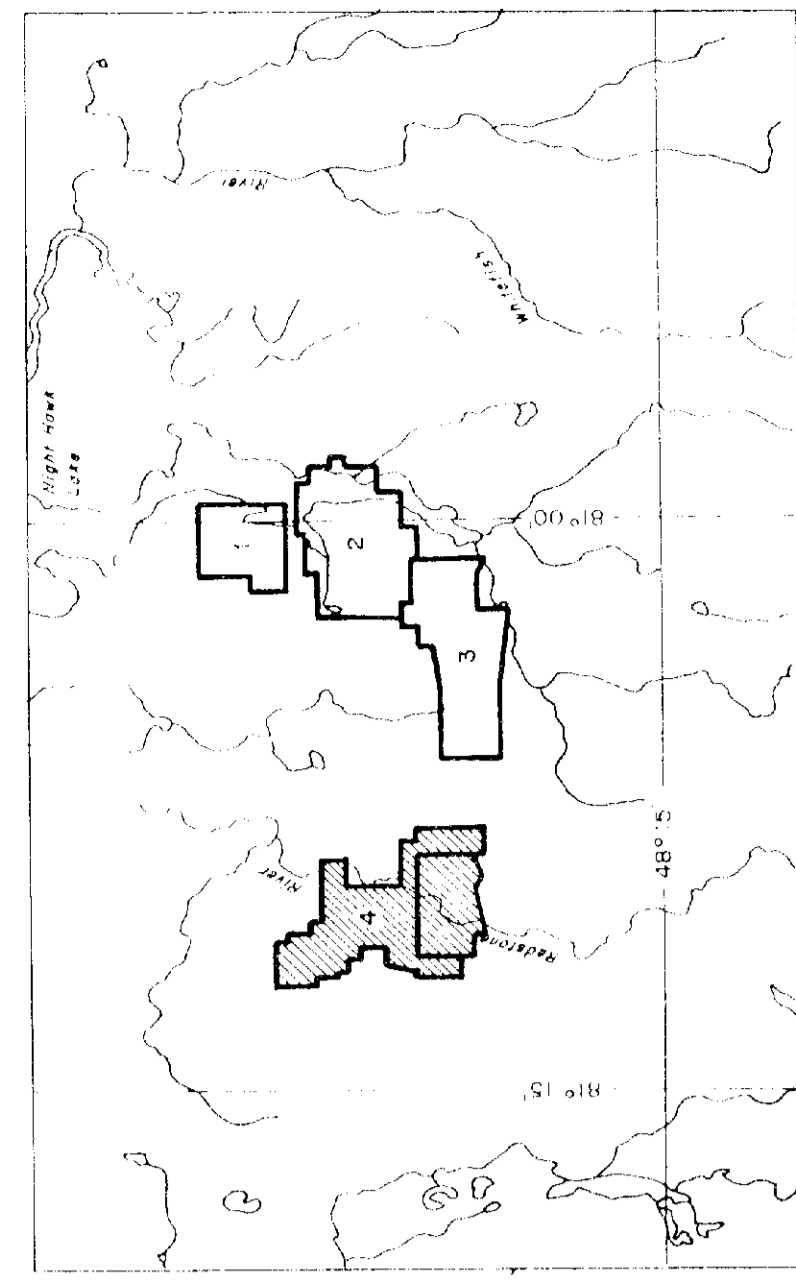 Night Hawk
Lake
River
Whitefish
1
2
3
4
River
Redstone
81° 00'
81° 15'
48° 15